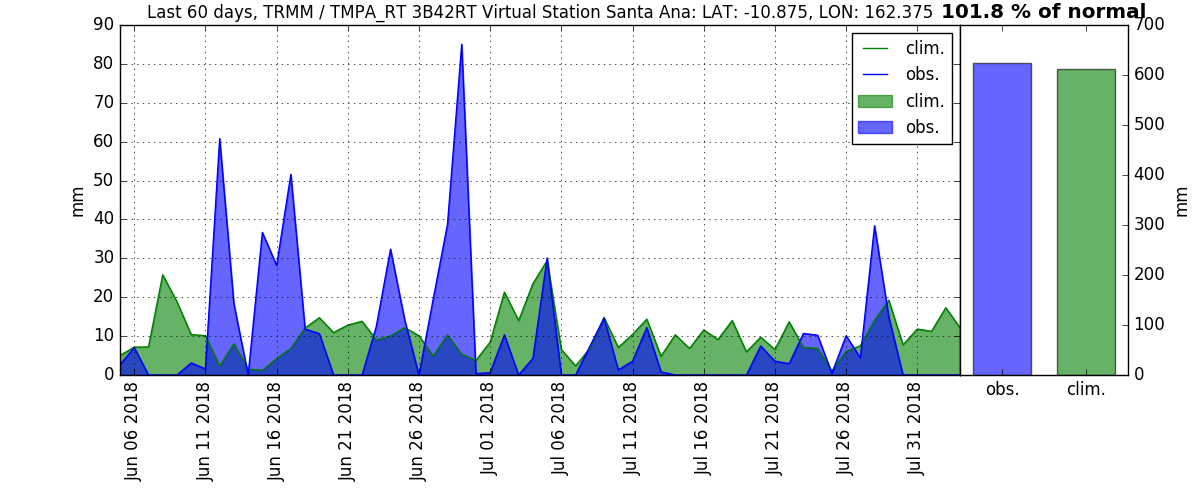 Last 60 days, TRMM / TMPA_RT 3B42RT Virtual Station Santa Ana: LAT: -10.875, LON: 162.375 101.8 % of normal
90
80
70
60
50
40
30
20
10
0
mm
clim.
obs.
clim.
obs.
700
600
500
400
300
200
100
0
mm
Jun 06 2018
Jun 11 2018
Jun 16 2018
Jun 21 2018
Jun 26 2018
Jul 01 2018
Jul 06 2018
Jul 11 2018
Jul 16 2018
Jul 21 2018
Jul 26 2018
Jul 31 2018
obs.
clim.